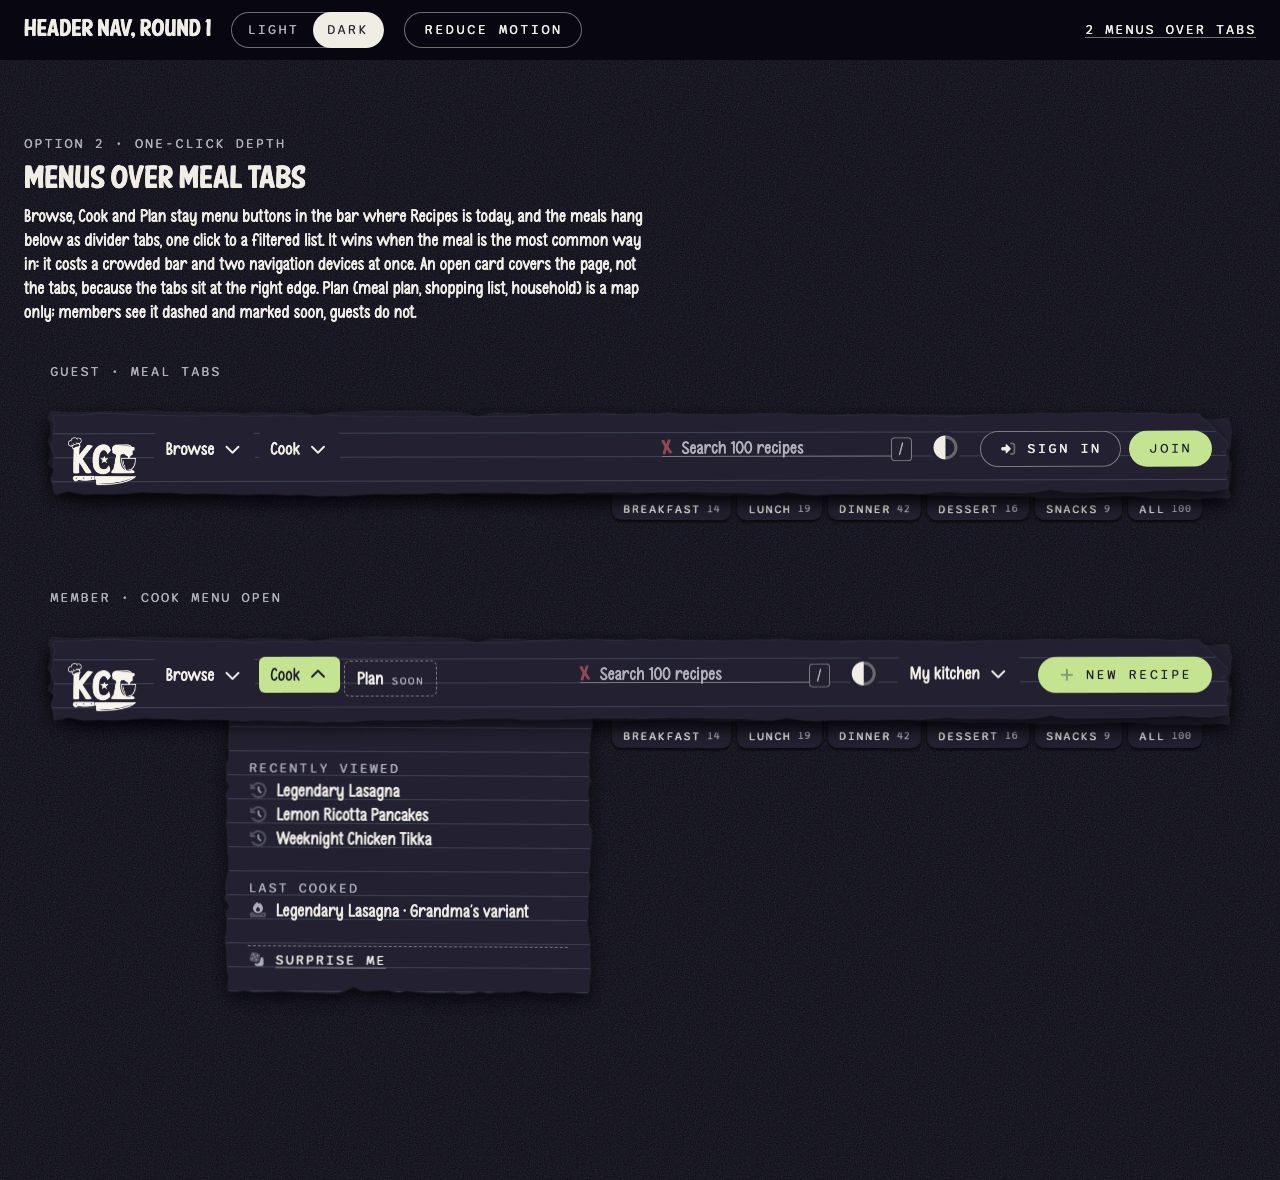 HEADER NAV, ROUND 1
LIGHT
DARK
REDUCE MOTION
2 MENUS OVER TABS
OPTION 2 · ONE-CLICK DEPTH
MENUS OVER MEAL TABS
Browse, Cook and Plan stay menu buttons in the bar where Recipes is today, and the meals hang
below as divider tabs, one click to a filtered list. It wins when the meal is the most common way
in: it costs a crowded bar and two navigation devices at once. An open card covers the page, not
the tabs, because the tabs sit at the right edge. Plan (meal plan, shopping list, household) is a map
only: members see it dashed and marked soon, guests do not.
GUEST · MEAL TABS
KCT
Browse
Cook
Search 100 recipes
/
SIGN IN
JOIN
BREAKFAST 14
LUNCH 19
DINNER 42
DESSERT 16
SNACKS 9
ALL 100
MEMBER · COOK MENU OPEN
KCT
Browse
Cook
Plan SOON
Search 100 recipes
/
My kitchen
+ NEW RECIPE
BREAKFAST 14
LUNCH 19
DINNER 42
DESSERT 16
SNACKS 9
ALL 100
RECENTLY VIEWED
Legendary Lasagna
Lemon Ricotta Pancakes
Weeknight Chicken Tikka
LAST COOKED
Legendary Lasagna · Grandma's variant
SURPRISE ME